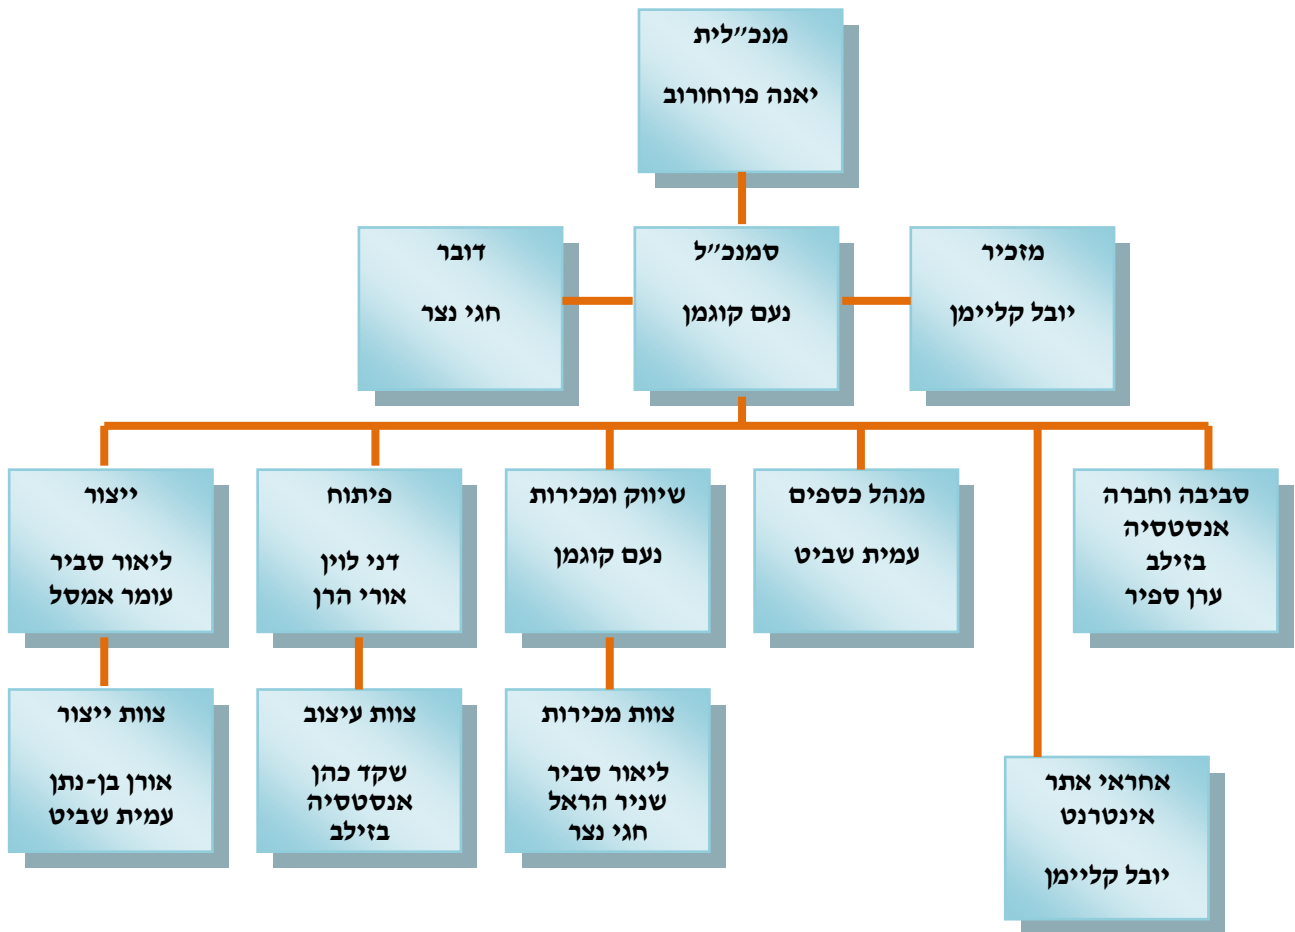 מנכ״לית
יאנה פרוחורוב
מזכיר
יובל קליימן
סמנכ״ל
נעם קוגמן
דובר
חגי נצר
סביבה וחברה
אנסטסיה
בזילב
ערן ספיר
מנהל כספים
עמית שביט
שיווק ומכירות
נעם קוגמן
פיתוח
דני לוין
אורי הרן
ייצור
ליאור סביר
עומר אמסל
אחראי אתר
אינטרנט
יובל קליימן
צוות מכירות
ליאור סביר
שניר הראל
חגי נצר
צוות עיצוב
שקד כהן
אנסטסיה
בזילב
צוות ייצור
אורן בן-נתן
עמית שביט